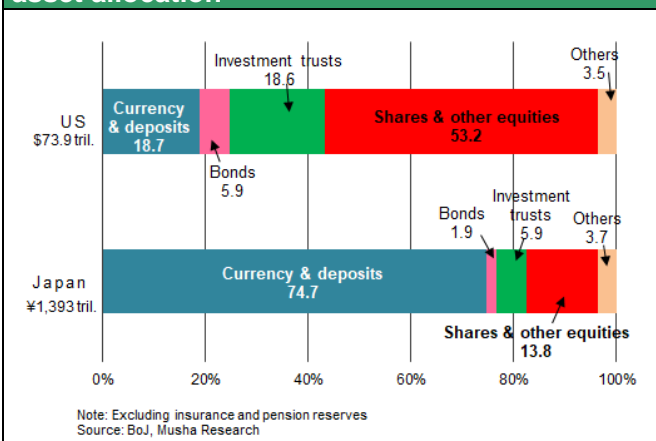 asset allocation
Investment trusts
18.6
Others
3.5
US
$73.9 tril.
Currency
& deposits
18.7
Shares & other equities
53.2
Bonds
5.9
Japan
¥1,393 tril.
Currency & deposits
74.7
Bonds
1.9
Investment
trusts
5.9
Others
3.7
Shares & other equities
13.8
0%
20%
40%
60%
80%
100%
Note: Excluding insurance and pension reserves
Source: BoJ, Musha Research